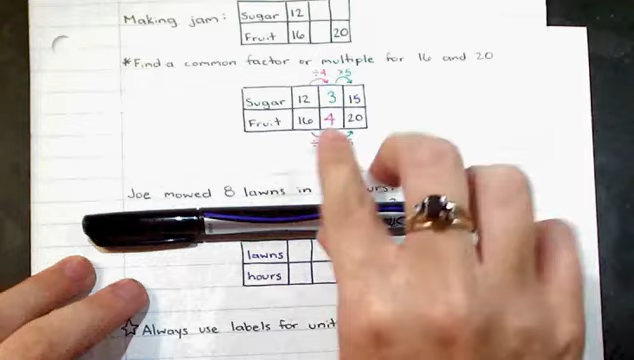 Making jam:
Sugar 12
Fruit 16 20
*Find a common factor or multiple for 16 and 20
÷4 ×5
Sugar 12 3 15
Fruit 16 4 20
Joe mowed 8 lawns in
lawns
hours
☆Always use labels for unit